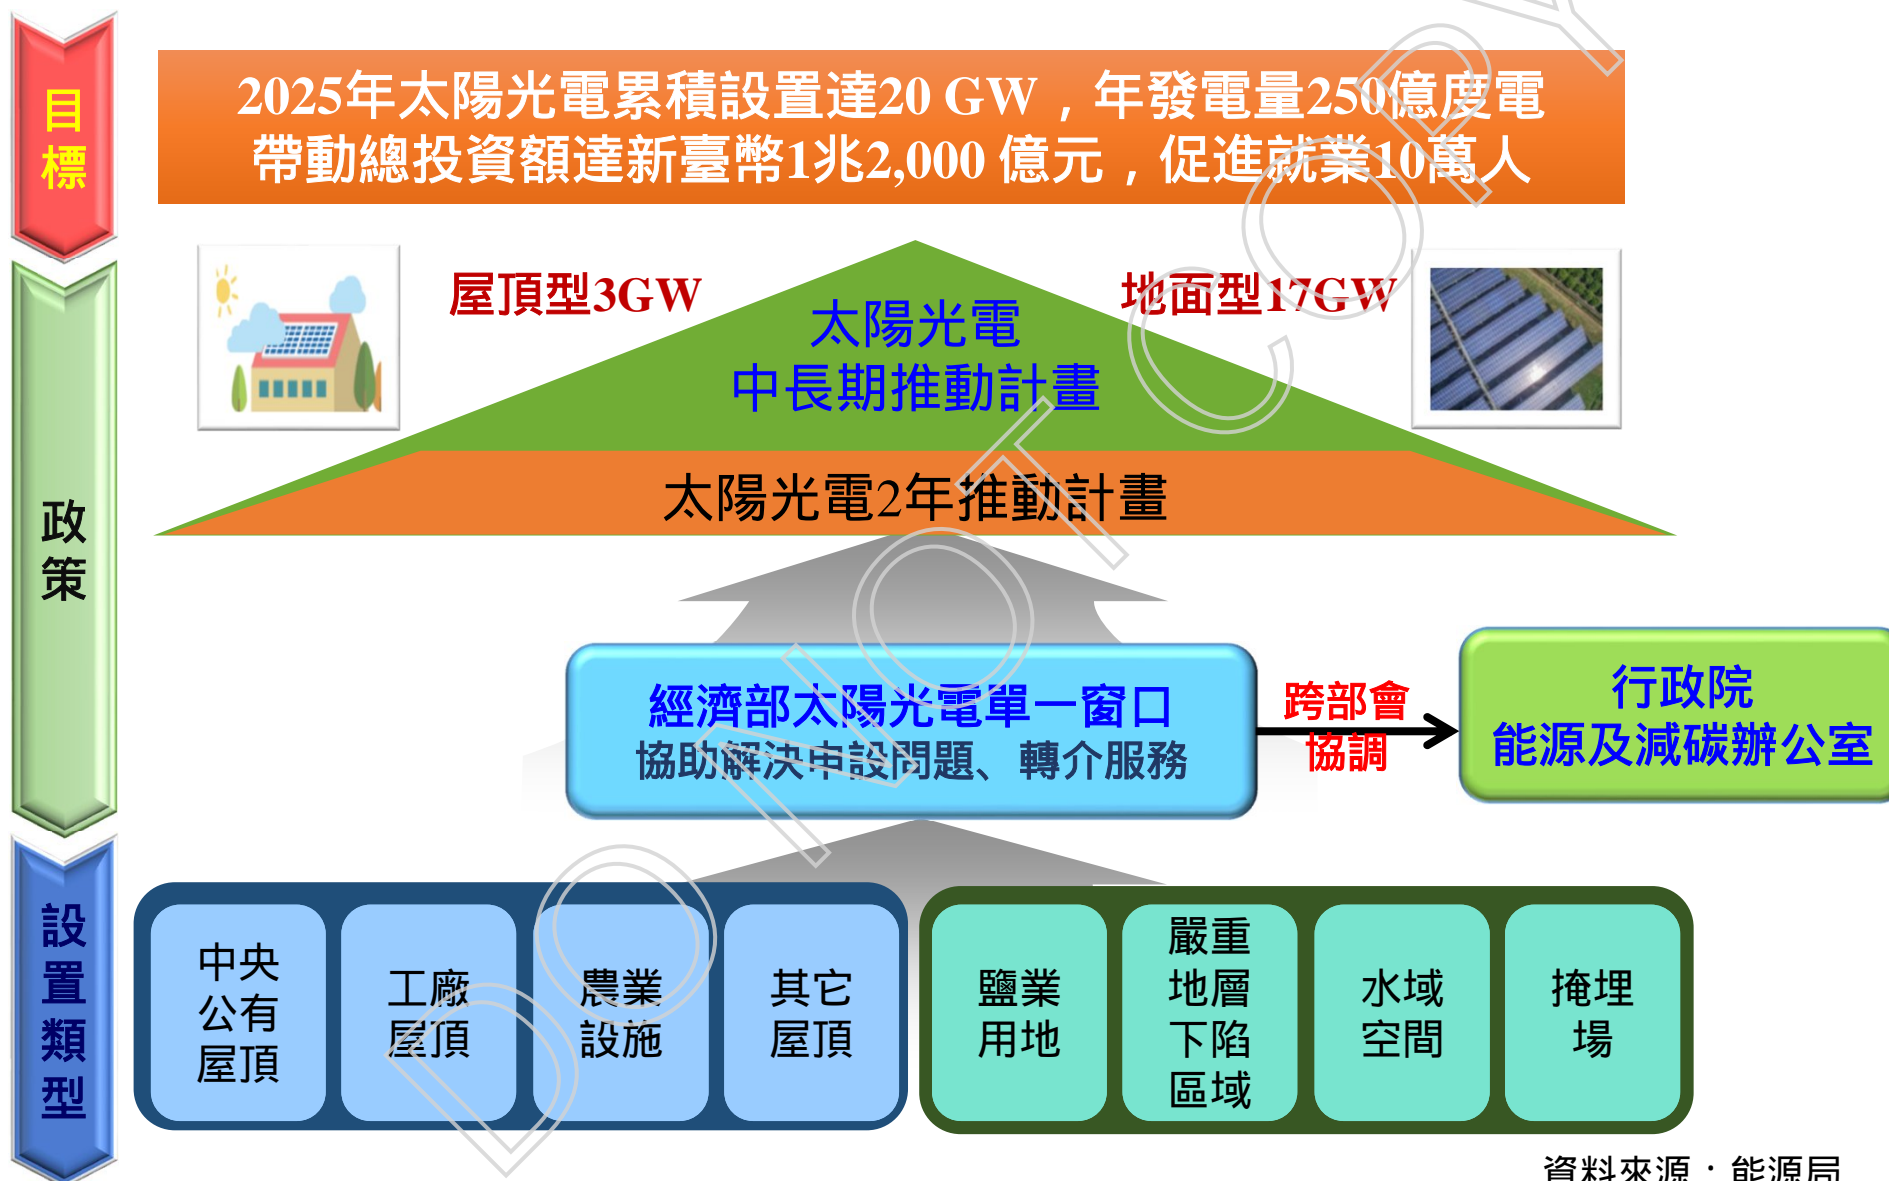 目
標
2025年太陽光電累積設置達20 GW，年發電量250億度電
帶動總投資額達新臺幣1兆2,000 億元，促進就業10萬人
屋頂型3GW
地面型17GW
太陽光電
中長期推動計畫
太陽光電2年推動計畫
政
策
經濟部太陽光電單一窗口
協助解決申設問題、轉介服務
跨部會
協調
行政院
能源及減碳辦公室
設
置
類
型
中央
公有
屋頂
工廠
屋頂
農業
設施
其它
屋頂
鹽業
用地
嚴重
地層
下陷
區域
水域
空間
掩埋
場
資料來源：能源局
DO NOT COPY